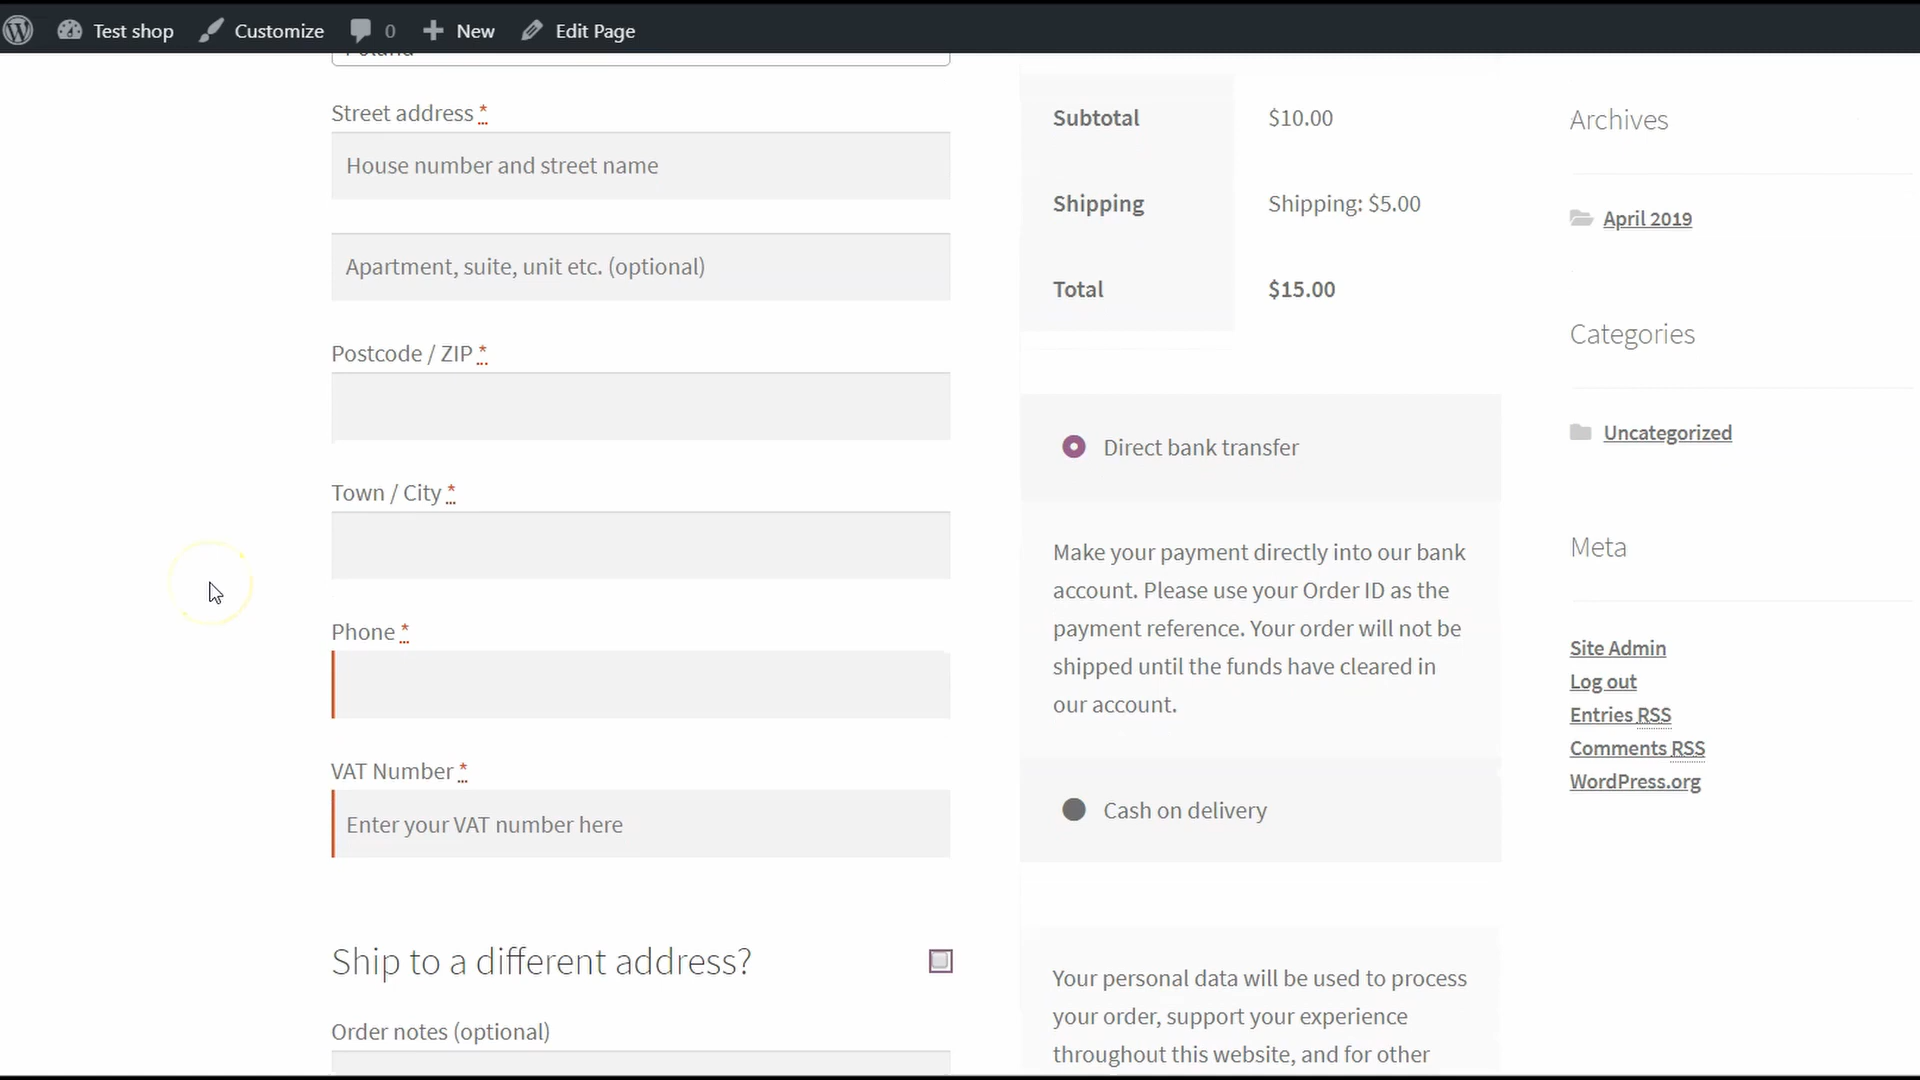 Test shop Customize 0 New Edit Page
Poland
Street address *
House number and street name
Apartment, suite, unit etc. (optional)
Postcode / ZIP *
Town / City *
Phone *
VAT Number *
Enter your VAT number here
Ship to a different address?
Order notes (optional)
Subtotal $10.00
Shipping Shipping: $5.00
Total $15.00
Direct bank transfer
Make your payment directly into our bank
account. Please use your Order ID as the
payment reference. Your order will not be
shipped until the funds have cleared in
our account.
Cash on delivery
Your personal data will be used to process
your order, support your experience
throughout this website, and for other
Archives
April 2019
Categories
Uncategorized
Meta
Site Admin
Log out
Entries RSS
Comments RSS
WordPress.org